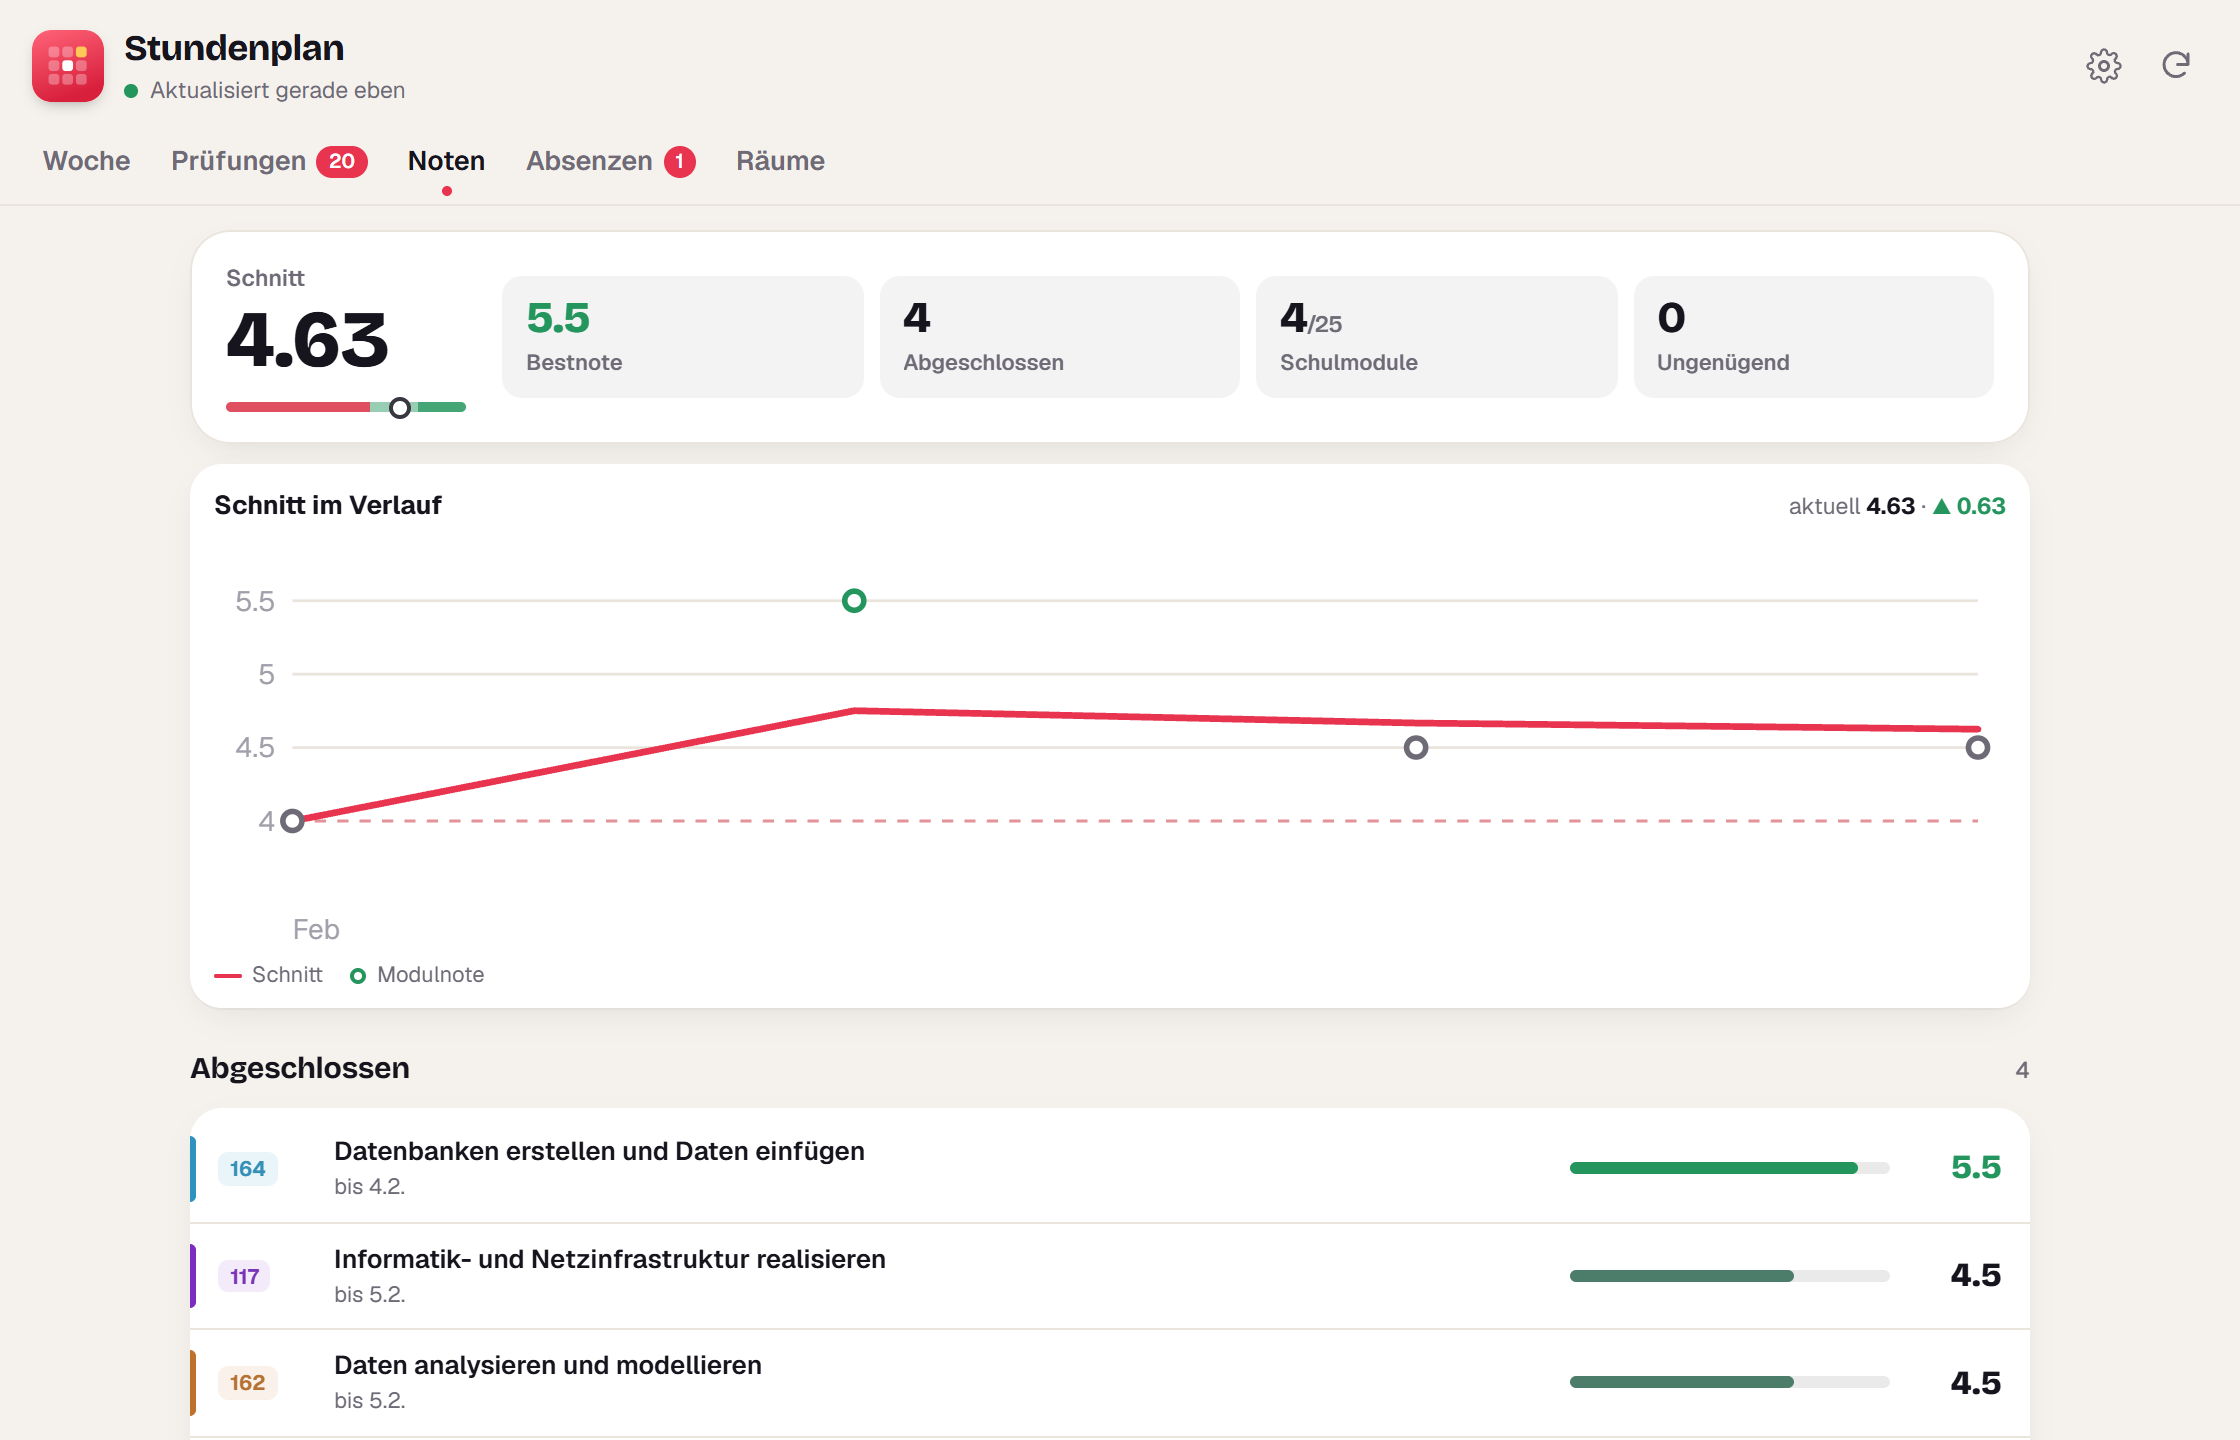 Stundenplan
Aktualisiert gerade eben
Woche Prüfungen 20 Noten Absenzen 1 Räume
Schnitt
4.63
5.5
Bestnote
4
Abgeschlossen
4/25
Schulmodule
0
Ungenügend
Schnitt im Verlauf
aktuell 4.63 · ▲ 0.63
5.5
5
4.5
4
Feb
Schnitt Modulnote
Abgeschlossen 4
164 Datenbanken erstellen und Daten einfügen 5.5
bis 4.2.
117 Informatik- und Netzinfrastruktur realisieren 4.5
bis 5.2.
162 Daten analysieren und modellieren 4.5
bis 5.2.